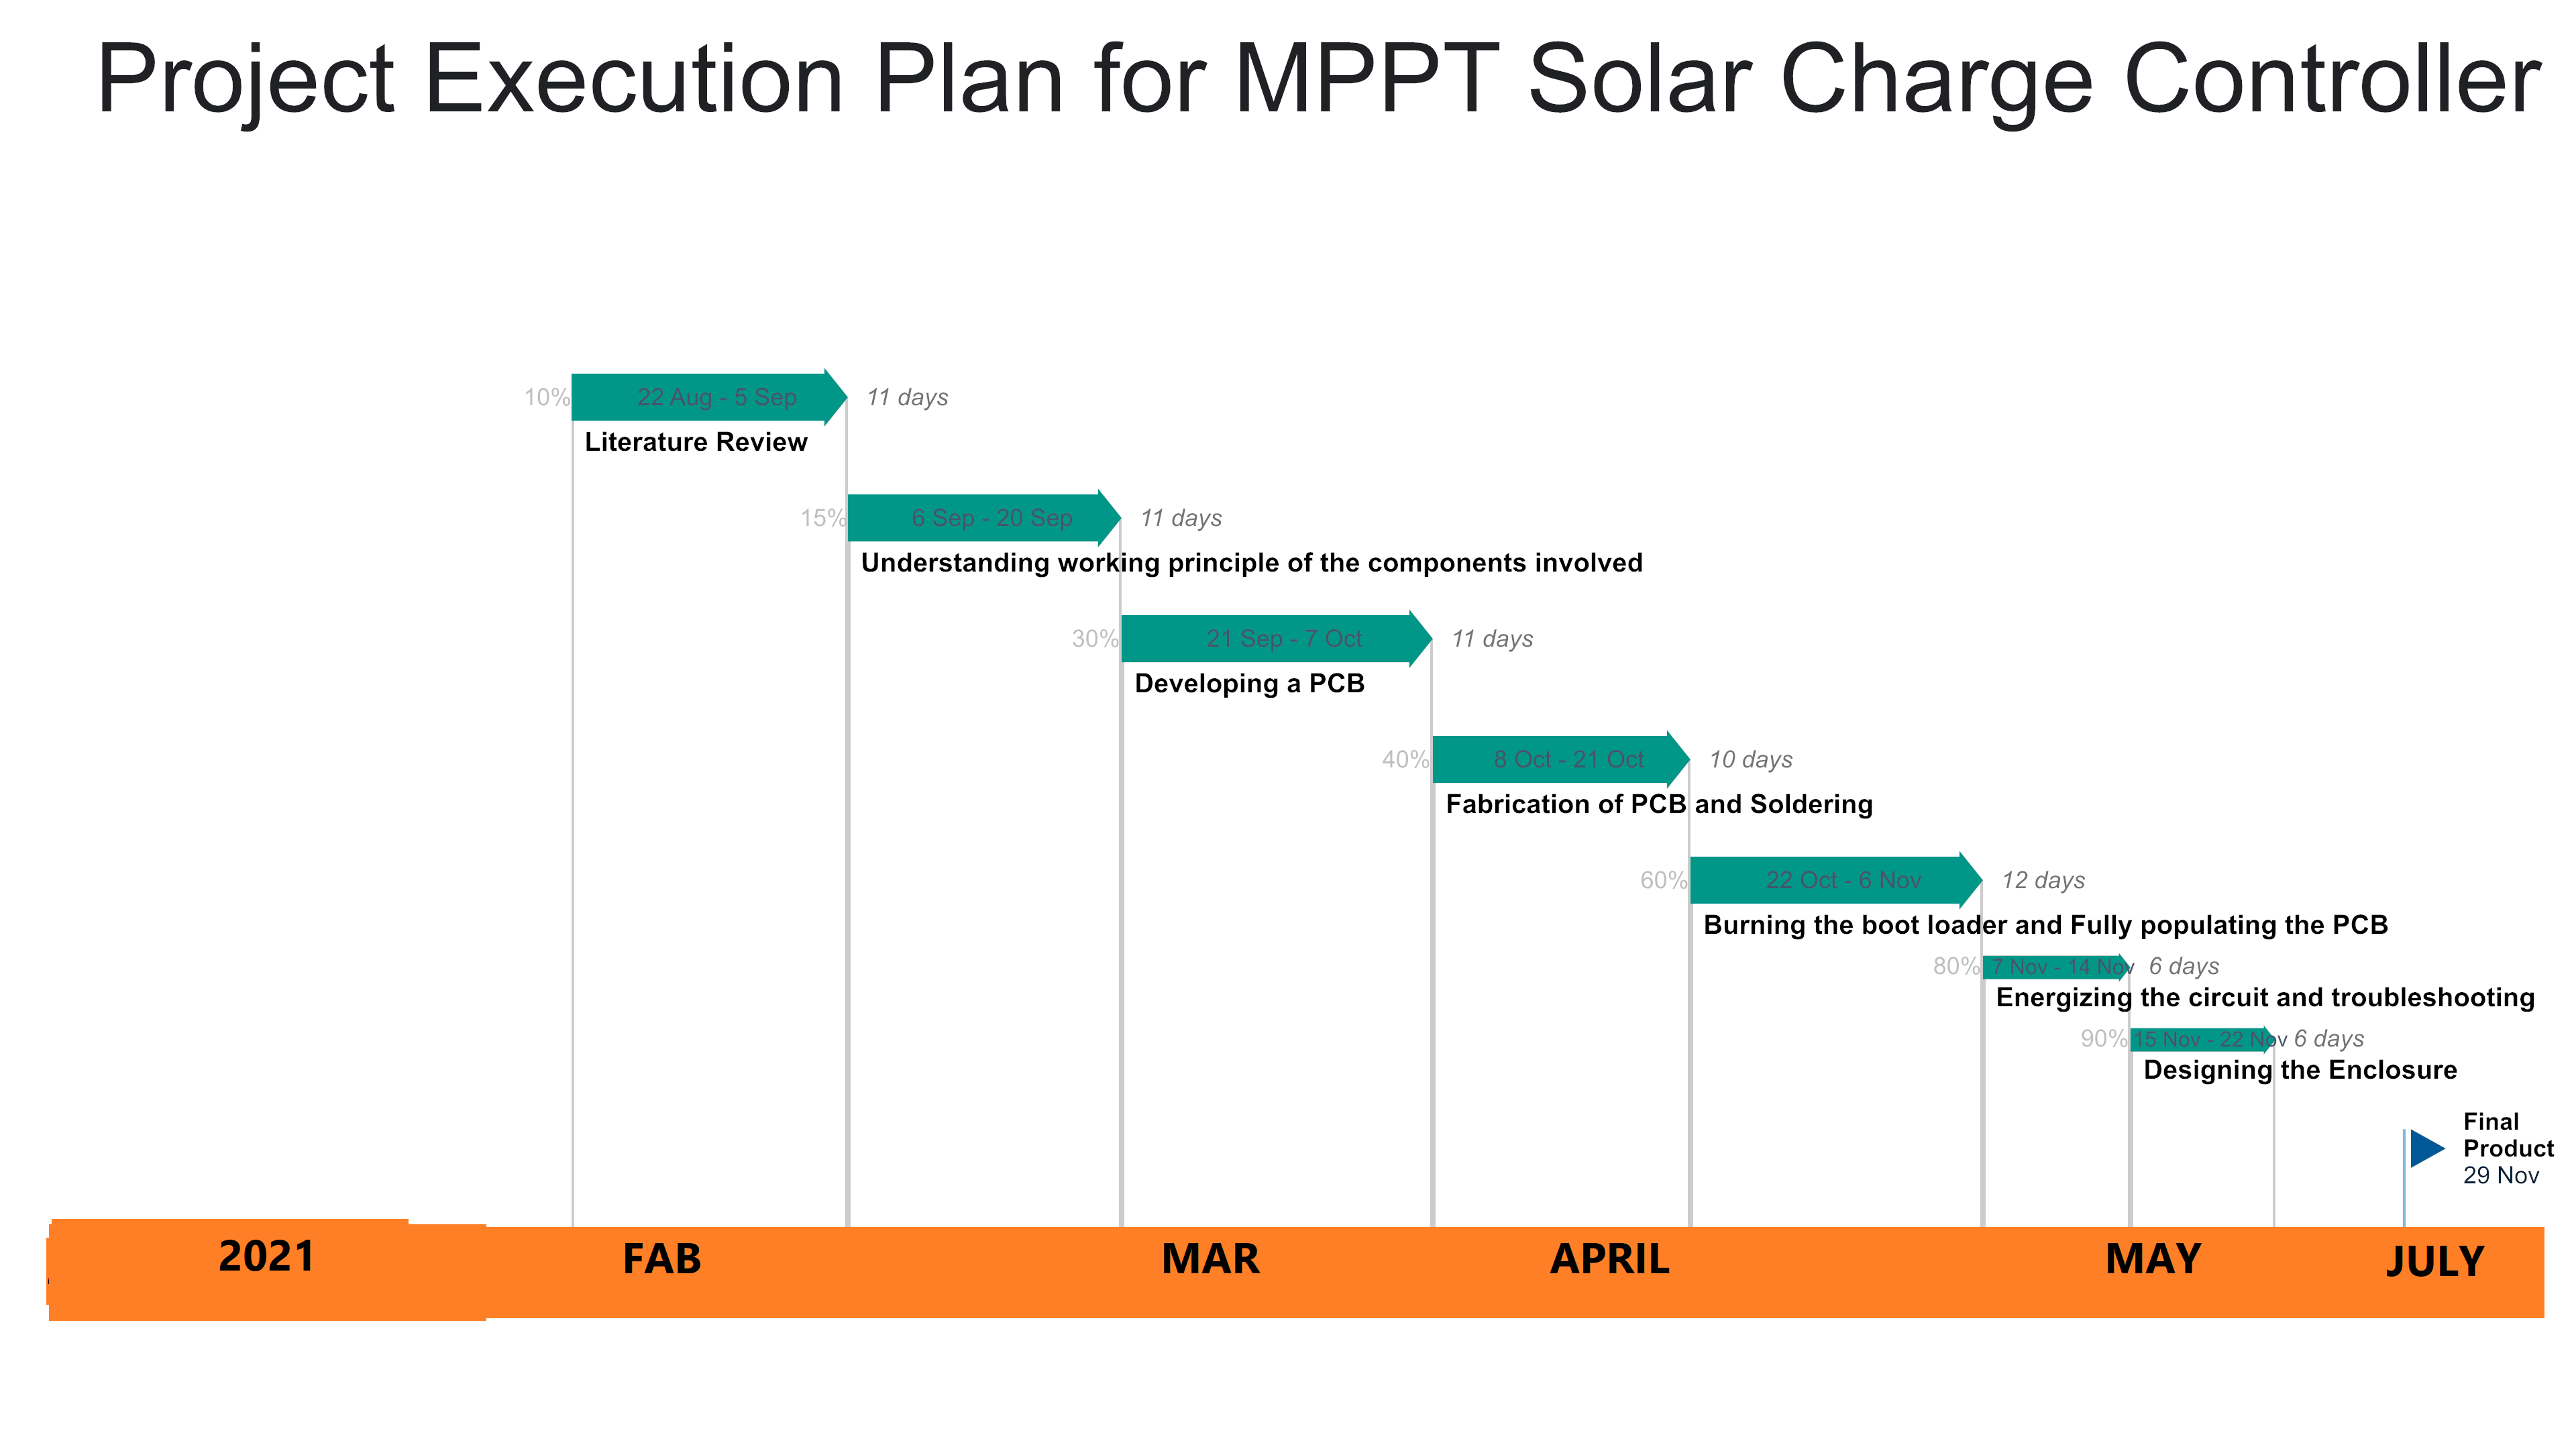 Project Execution Plan for MPPT Solar Charge Controller
10% 22 Aug - 5 Sep 11 days
Literature Review
15% 6 Sep - 20 Sep 11 days
Understanding working principle of the components involved
30% 21 Sep - 7 Oct 11 days
Developing a PCB
40% 8 Oct - 21 Oct 10 days
Fabrication of PCB and Soldering
60% 22 Oct - 6 Nov 12 days
Burning the boot loader and Fully populating the PCB
80% 7 Nov - 14 Nov 6 days
Energizing the circuit and troubleshooting
90% 15 Nov - 22 Nov 6 days
Designing the Enclosure
Final
Product
29 Nov
2021 FAB MAR APRIL MAY JULY